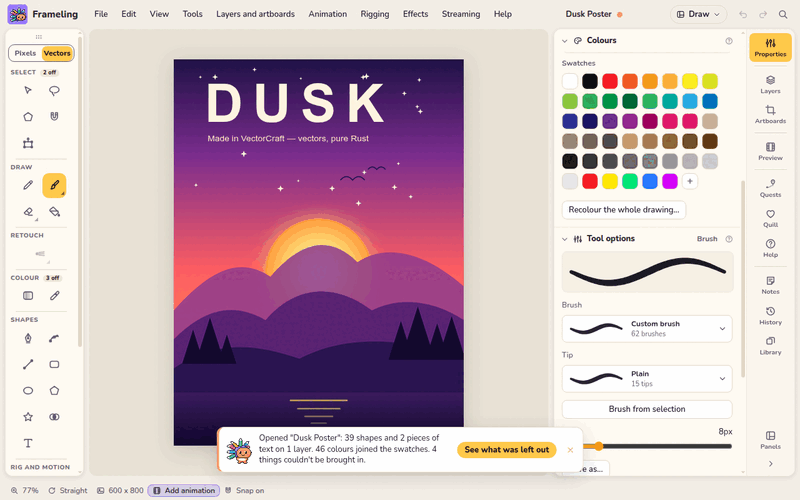 Frameling
File Edit View Tools Layers and artboards Animation Rigging Effects Streaming Help
Dusk Poster
Draw
Pixels Vectors
SELECT 2 off
DRAW
RETOUCH
COLOUR 3 off
SHAPES
RIG AND MOTION
DUSK
Made in VectorCraft — vectors, pure Rust
Opened "Dusk Poster": 39 shapes and 2 pieces of
text on 1 layer. 46 colours joined the swatches. 4
things couldn't be brought in.
See what was left out
Colours
Swatches
Recolour the whole drawing...
Tool options Brush
Brush
Custom brush
62 brushes
Tip
Plain
15 tips
Brush from selection
8px
as...
Properties
Layers
Artboards
Preview
Quests
Quill
Help
Notes
History
Library
Panels
77% Straight 600 x 800 Add animation Snap on